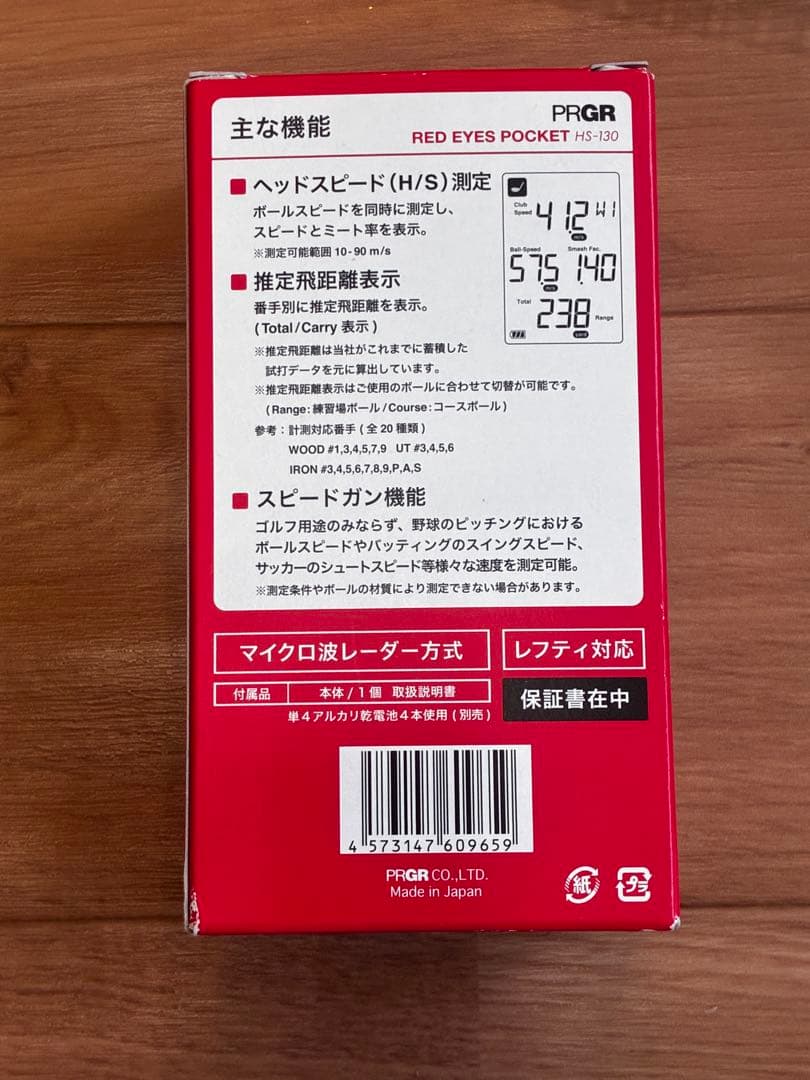 主な機能
PRGR
RED EYES POCKET HS-130
■ ヘッドスピード(H/S)測定
ボールスピードを同時に測定し、
スピードとミート率を表示。
※測定可能範囲 10-90 m/s
Club Speed 41.2 m/s W1
Ball-Speed Smash Fac.
57.5 m/s 1.40
Total 238 yard Range
■ 推定飛距離表示
番手別に推定飛距離を表示。
(Total/Carry 表示)
※推定飛距離は当社がこれまでに蓄積した
試打データを元に算出しています。
※推定飛距離表示はご使用のボールに合わせて切替が可能です。
(Range:練習場ボール/Course:コースボール)
参考:計測対応番手(全20種類)
WOOD #1,3,4,5,7,9 UT #3,4,5,6
IRON #3,4,5,6,7,8,9,P,A,S
■ スピードガン機能
ゴルフ用途のみならず、野球のピッチングにおける
ボールスピードやバッティングのスイングスピード、
サッカーのシュートスピード等様々な速度を測定可能。
※測定条件やボールの材質により測定できない場合があります。
マイクロ波レーダー方式
レフティ対応
付属品 本体/1個 取扱説明書
保証書在中
単4アルカリ乾電池4本使用(別売)
4 573147 609659
PRGR CO.,LTD.
Made in Japan
紙
プラ